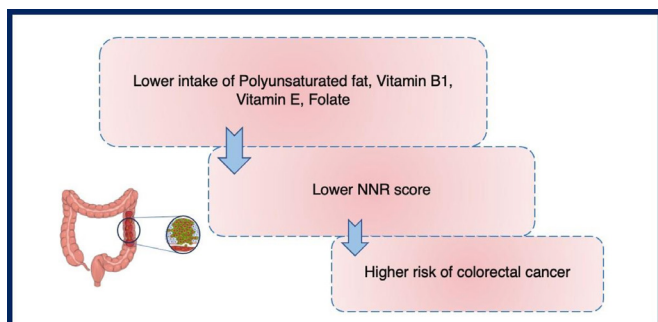 Lower intake of Polyunsaturated fat, Vitamin B1,
Vitamin E, Folate
Lower NNR score
Higher risk of colorectal cancer